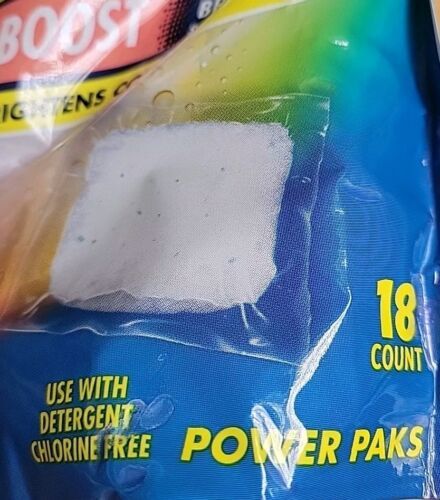 BOOST
18
COUNT
USE WITH
DETERGENT
CHLORINE FREE
POWER PAKS